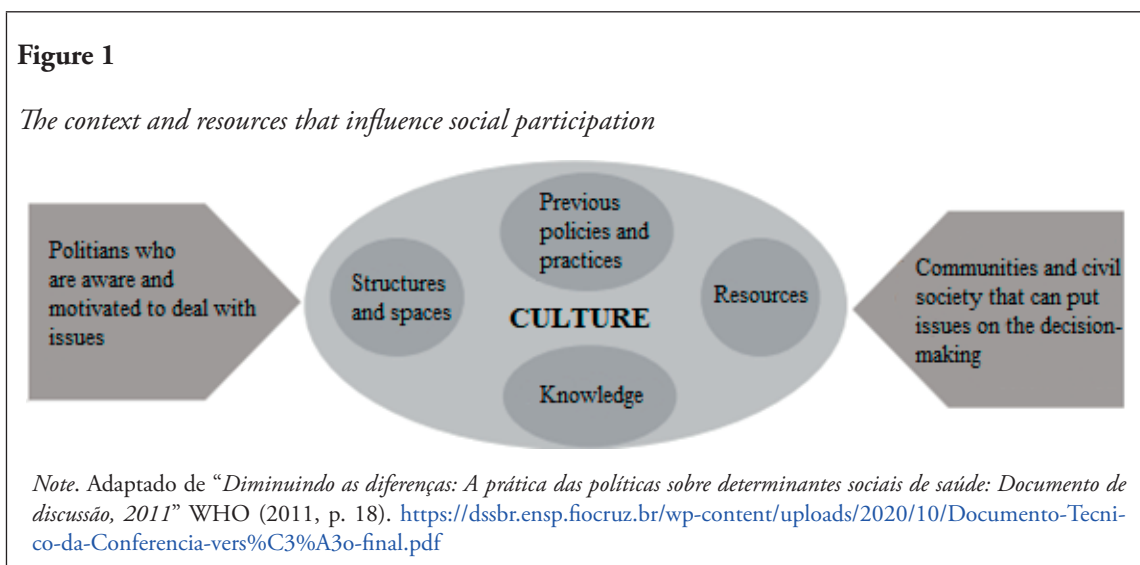 Figure 1
The context and resources that influence social participation
Politians who
are aware and
motivated to deal with
issues
Structures
and spaces
Previous
policies and
practices
CULTURE
Resources
Knowledge
Communities and civil
society that can put
issues on the decision-
making
Note. Adaptado de “Diminuindo as diferenças: A prática das políticas sobre determinantes sociais de saúde: Documento de
discussão, 2011” WHO (2011, p. 18). https://dssbr.ensp.fiocruz.br/wp-content/uploads/2020/10/Documento-Tecni-
co-da-Conferencia-vers%C3%A3o-final.pdf